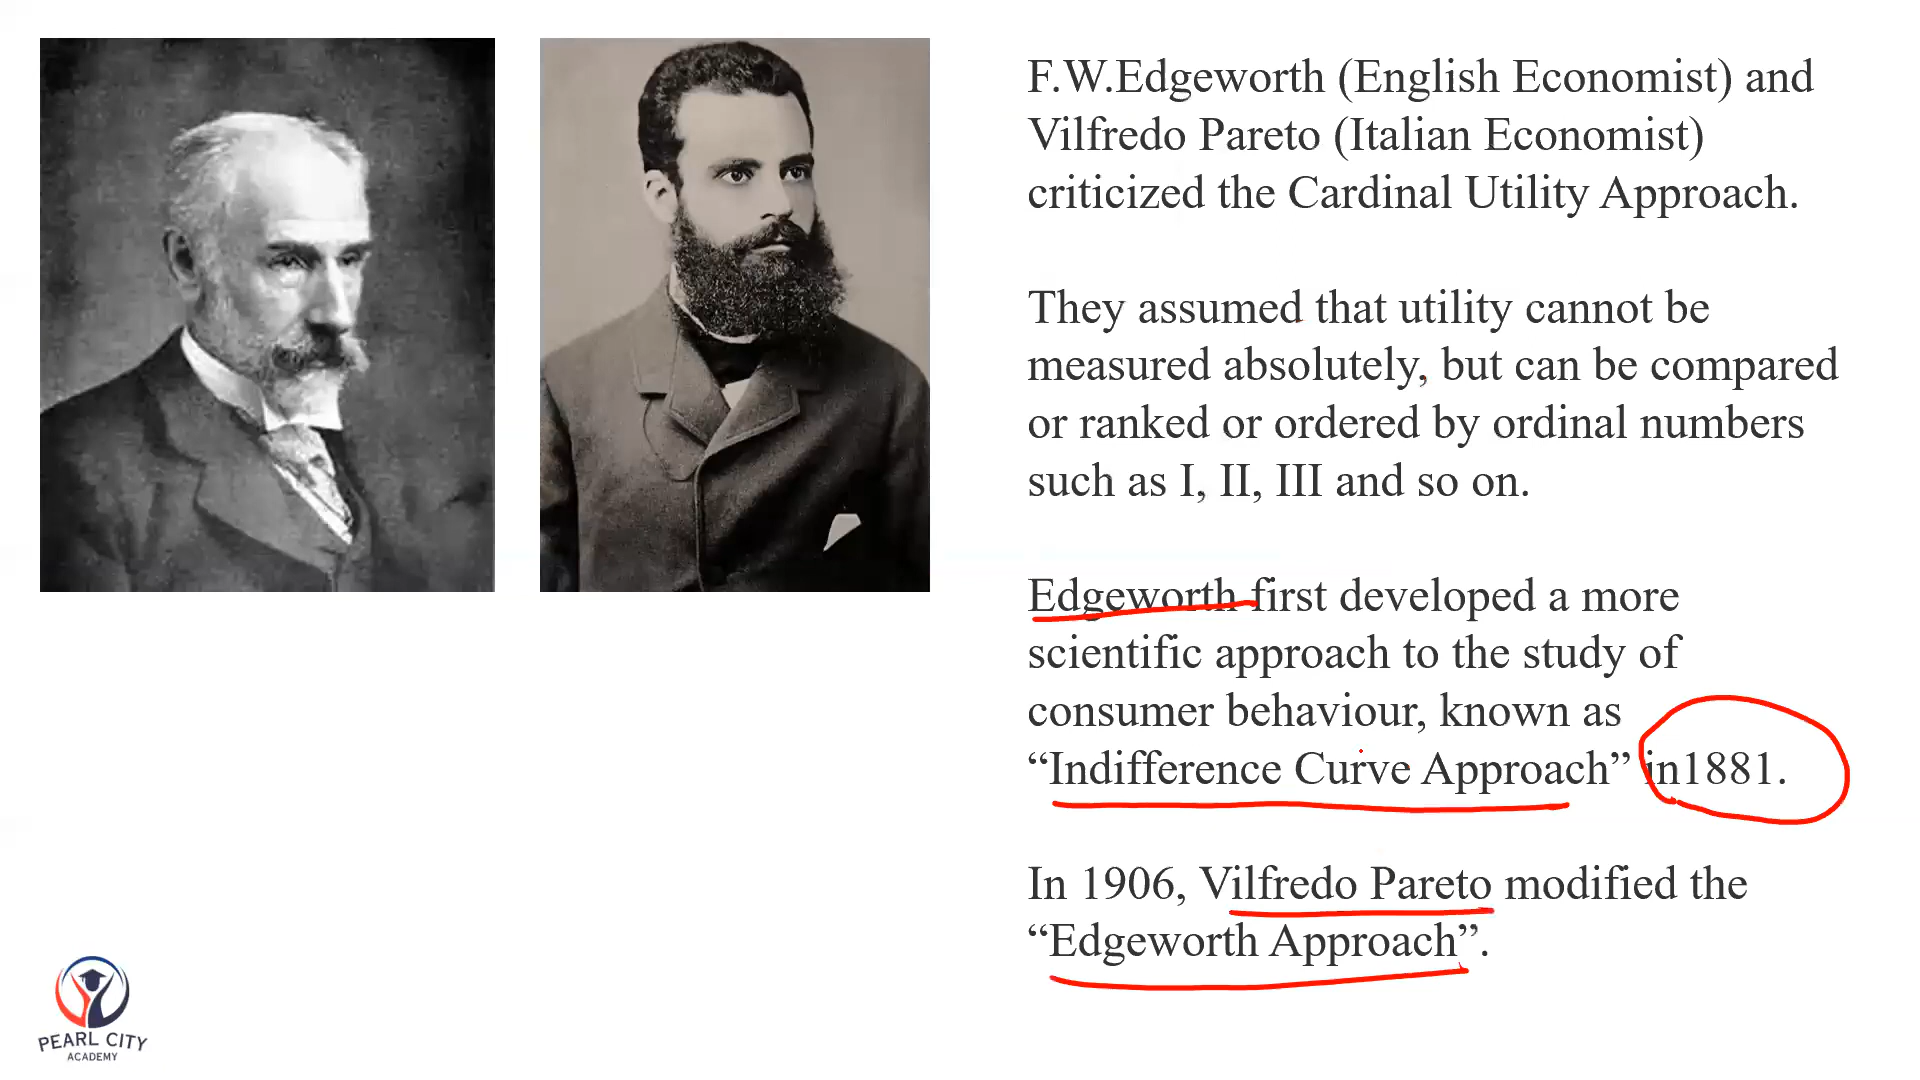 F.W.Edgeworth (English Economist) and
Vilfredo Pareto (Italian Economist)
criticized the Cardinal Utility Approach.
They assumed that utility cannot be
measured absolutely, but can be compared
or ranked or ordered by ordinal numbers
such as I, II, III and so on.
Edgeworth first developed a more
scientific approach to the study of
consumer behaviour, known as
“Indifference Curve Approach” in1881.
In 1906, Vilfredo Pareto modified the
“Edgeworth Approach”.
PEARL CITY
ACADEMY